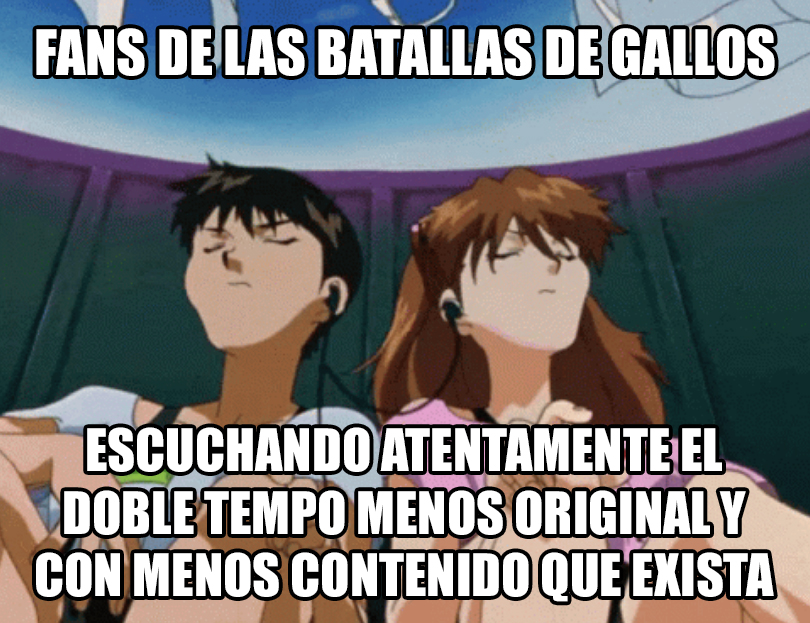 FANS DE LAS BATALLAS DE GALLOS
ESCUCHANDO ATENTAMENTE EL
DOBLE TEMPO MENOS ORIGINAL Y
CON MENOS CONTENIDO QUE EXISTA